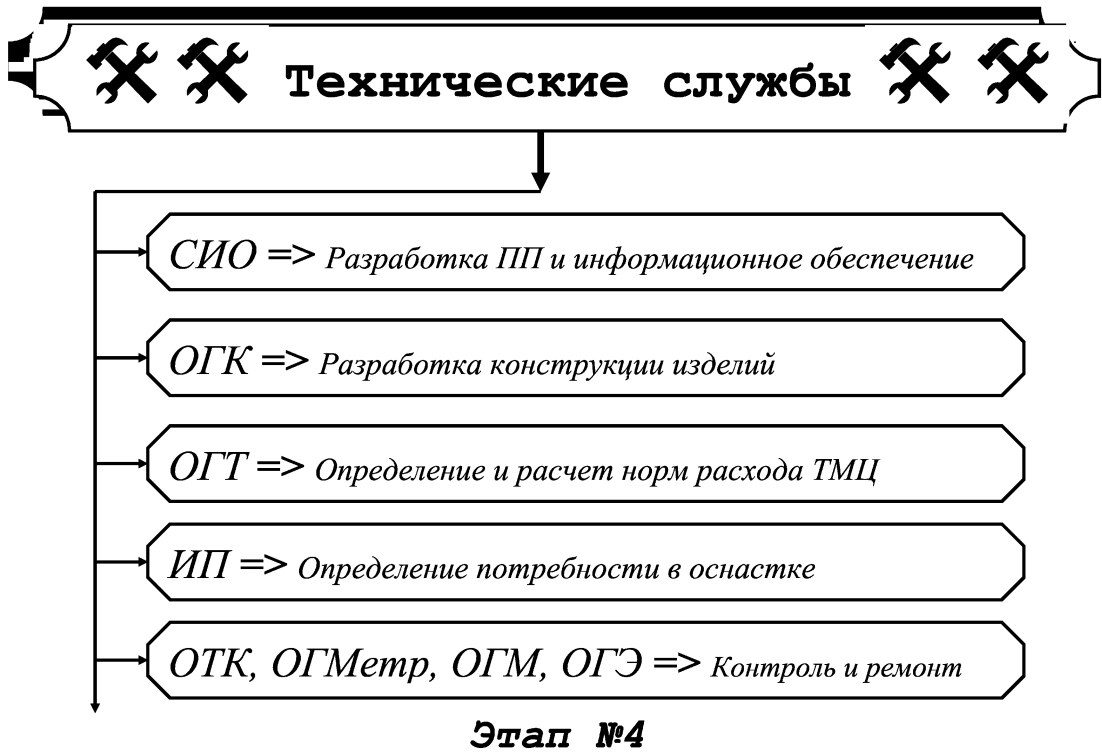 Технические службы
СИО => Разработка ПП и информационное обеспечение
ОГК => Разработка конструкции изделий
ОГТ => Определение и расчет норм расхода ТМЦ
ИП => Определение потребности в оснастке
ОТК, ОГМетр, ОГМ, ОГЭ => Контроль и ремонт
Этап №4